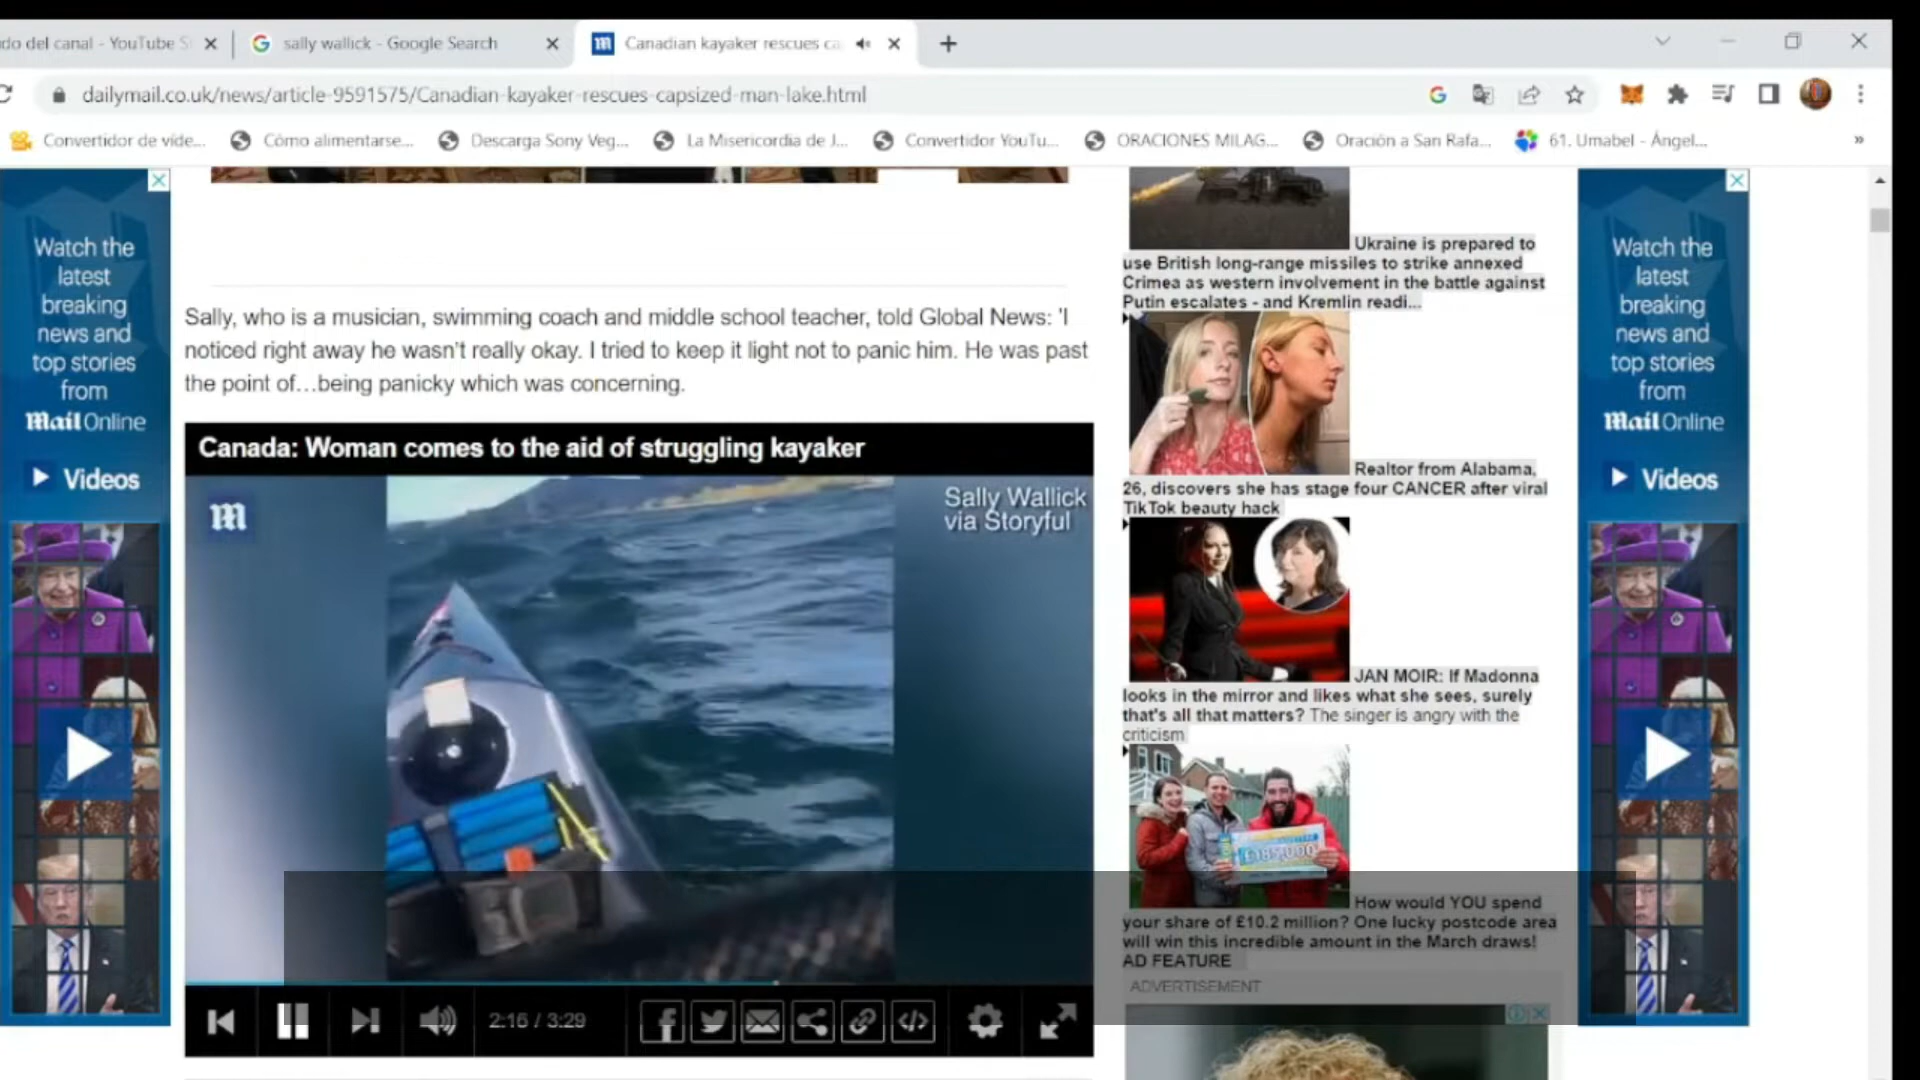 do del canal - YouTube S
sally wallick - Google Search
Canadian kayaker rescues ca
dailymail.co.uk/news/article-9591575/Canadian-kayaker-rescues-capsized-man-lake.html
Convertidor de víde...
Cómo alimentarse...
Descarga Sony Veg...
La Misericordia de J...
Convertidor YouTu...
ORACIONES MILAG...
Oración a San Rafa...
61. Umabel - Ángel...
»
Watch the
latest
breaking
news and
top stories
from
Mail Online
Videos
Sally, who is a musician, swimming coach and middle school teacher, told Global News: 'I
noticed right away he wasn't really okay. I tried to keep it light not to panic him. He was past
the point of...being panicky which was concerning.
Canada: Woman comes to the aid of struggling kayaker
m
Sally Wallick
via Storyful
2:16 / 3:29
Ukraine is prepared to
use British long-range missiles to strike annexed
Crimea as western involvement in the battle against
Putin escalates - and Kremlin readi...
Realtor from Alabama,
26, discovers she has stage four CANCER after viral
TikTok beauty hack
JAN MOIR: If Madonna
looks in the mirror and likes what she sees, surely
that's all that matters? The singer is angry with the
criticism
£185,000
How would YOU spend
your share of £10.2 million? One lucky postcode area
will win this incredible amount in the March draws!
AD FEATURE
ADVERTISEMENT
Watch the
latest
breaking
news and
top stories
from
Mail Online
Videos